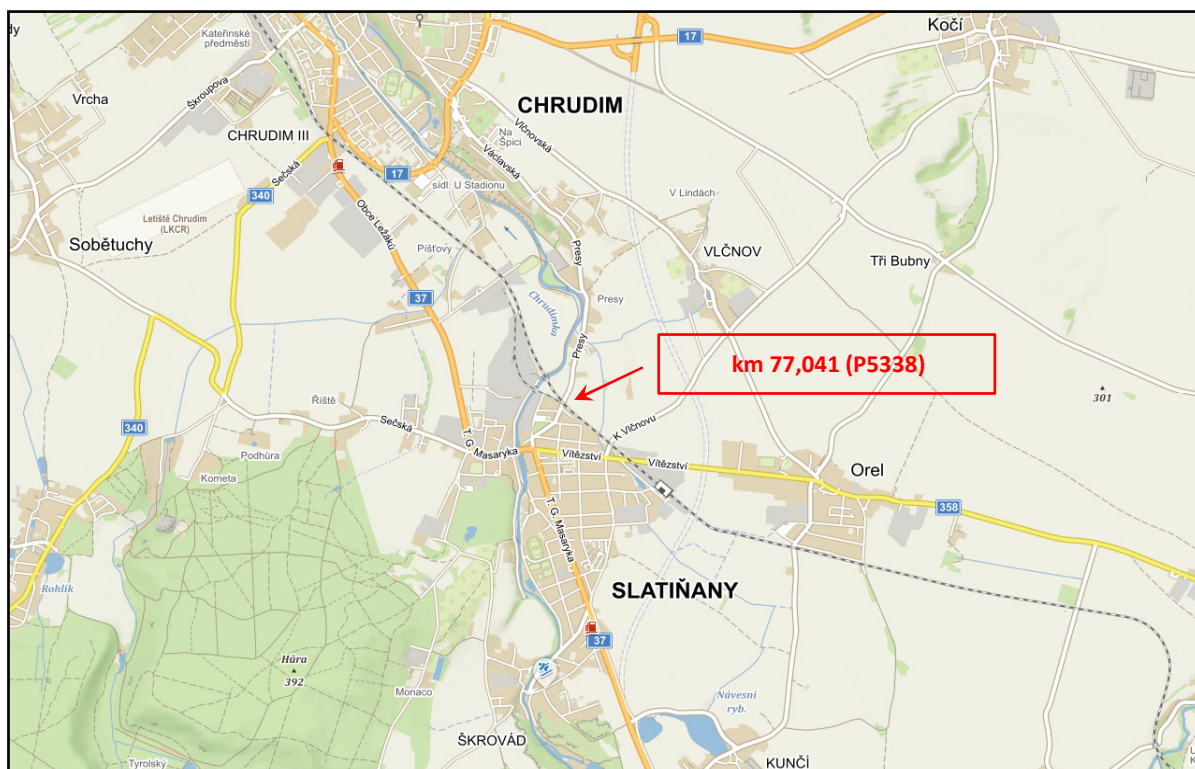 Kateřinské
předměstí
17
Kočí
dy
Vrcha
Škroupova
CHRUDIM
Na
Špici
Vlčnovská
CHRUDIM III
Václavská
17
Sečská
340
sídl. U Stadionu
V Lindách
Letiště Chrudim
(LKCR)
Obce Ležáků
Sobětuchy
Píšťovy
Presy
VLČNOV
Tři Bubny
37
Chrudimka
Presy
Presy
km 77,041 (P5338)
301
Říště
Sečská
340
T. G. Masaryka
K Vlčnovu
Podhůra
Vítězství
Vítězství
Orel
Kometa
358
T. G. Masaryka
Rohlík
SLATIŇANY
37
Hůra
392
Monaco
Návesní
ryb.
ŠKROVÁD
Tyrolský
KUNČÍ